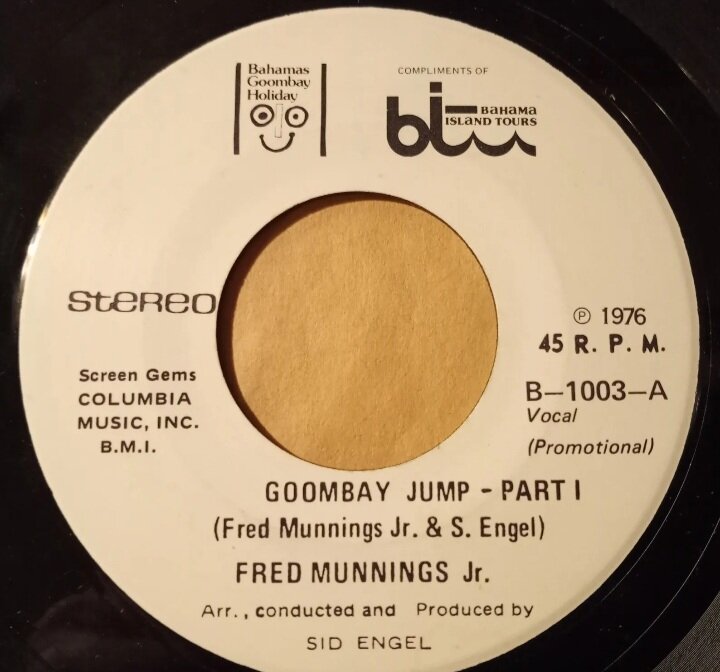 Bahamas
Goombay
Holiday
COMPLIMENTS OF
bit
BAHAMA
ISLAND TOURS
STEREO
℗ 1976
45 R. P. M.
Screen Gems
COLUMBIA
MUSIC, INC.
B.M.I.
B-1003-A
Vocal
(Promotional)
GOOMBAY JUMP - PART I
(Fred Munnings Jr. & S. Engel)
FRED MUNNINGS Jr.
Arr., conducted and Produced by
SID ENGEL